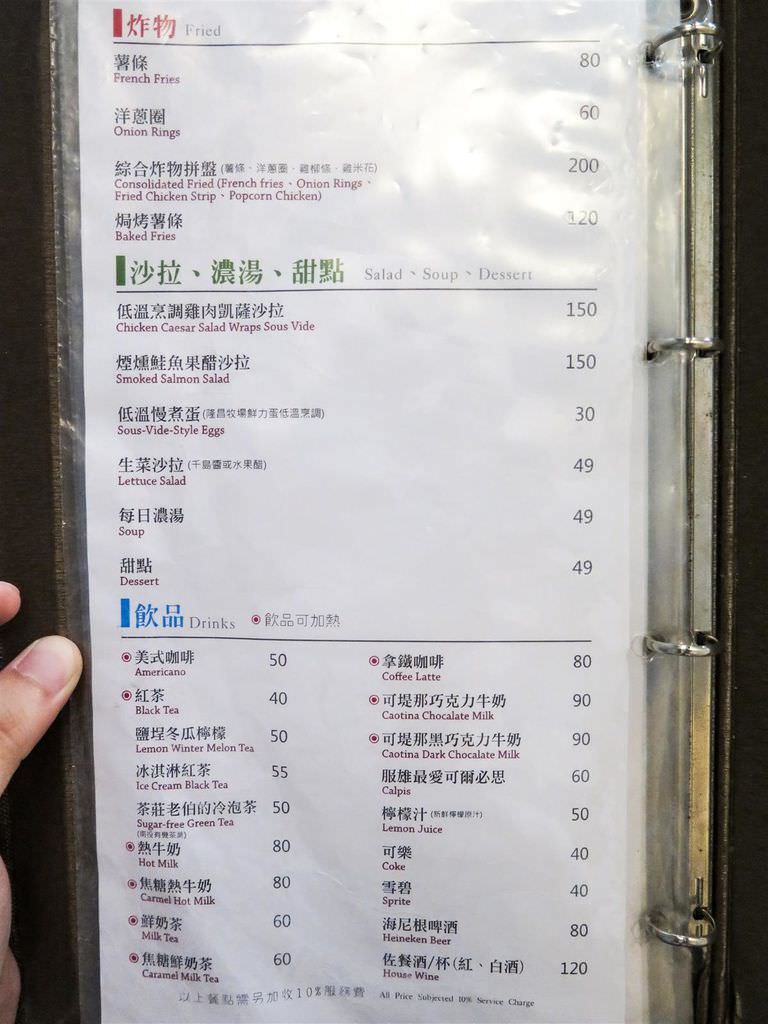 炸物 Fried
薯條 80
French Fries
洋蔥圈 60
Onion Rings
綜合炸物拼盤(薯條、洋蔥圈、雞柳條、雞米花) 200
Consolidated Fried (French fries、Onion Rings、
Fried Chicken Strip、Popcorn Chicken)
焗烤薯條 120
Baked Fries
沙拉、濃湯、甜點 Salad、Soup、Dessert
低溫烹調雞肉凱薩沙拉 150
Chicken Caesar Salad Wraps Sous Vide
煙燻鮭魚果醋沙拉 150
Smoked Salmon Salad
低溫慢煮蛋(隆昌牧場鮮力蛋低溫烹調) 30
Sous-Vide-Style Eggs
生菜沙拉(千島醬或水果醋) 49
Lettuce Salad
每日濃湯 49
Soup
甜點 49
Dessert
飲品 Drinks ◉飲品可加熱
◉美式咖啡 50
Americano
◉紅茶 40
Black Tea
鹽埕冬瓜檸檬 50
Lemon Winter Melon Tea
冰淇淋紅茶 55
Ice Cream Black Tea
茶莊老伯的冷泡茶 50
Sugar-free Green Tea
(南投有機茶葉)
◉熱牛奶 80
Hot Milk
◉焦糖熱牛奶 80
Carmel Hot Milk
◉鮮奶茶 60
Milk Tea
◉焦糖鮮奶茶 60
Caramel Milk Tea
◉拿鐵咖啡 80
Coffee Latte
◉可堤那巧克力牛奶 90
Caotina Chocalate Milk
◉可堤那黑巧克力牛奶 90
Caotina Dark Chocalate Milk
服雄最愛可爾必思 60
Calpis
檸檬汁(新鮮檸檬原汁) 50
Lemon Juice
可樂 40
Coke
雪碧 40
Sprite
海尼根啤酒 80
Heineken Beer
佐餐酒/杯(紅、白酒) 120
House Wine
以上餐點需另加收10%服務費 All Price Subjected 10% Service Charge